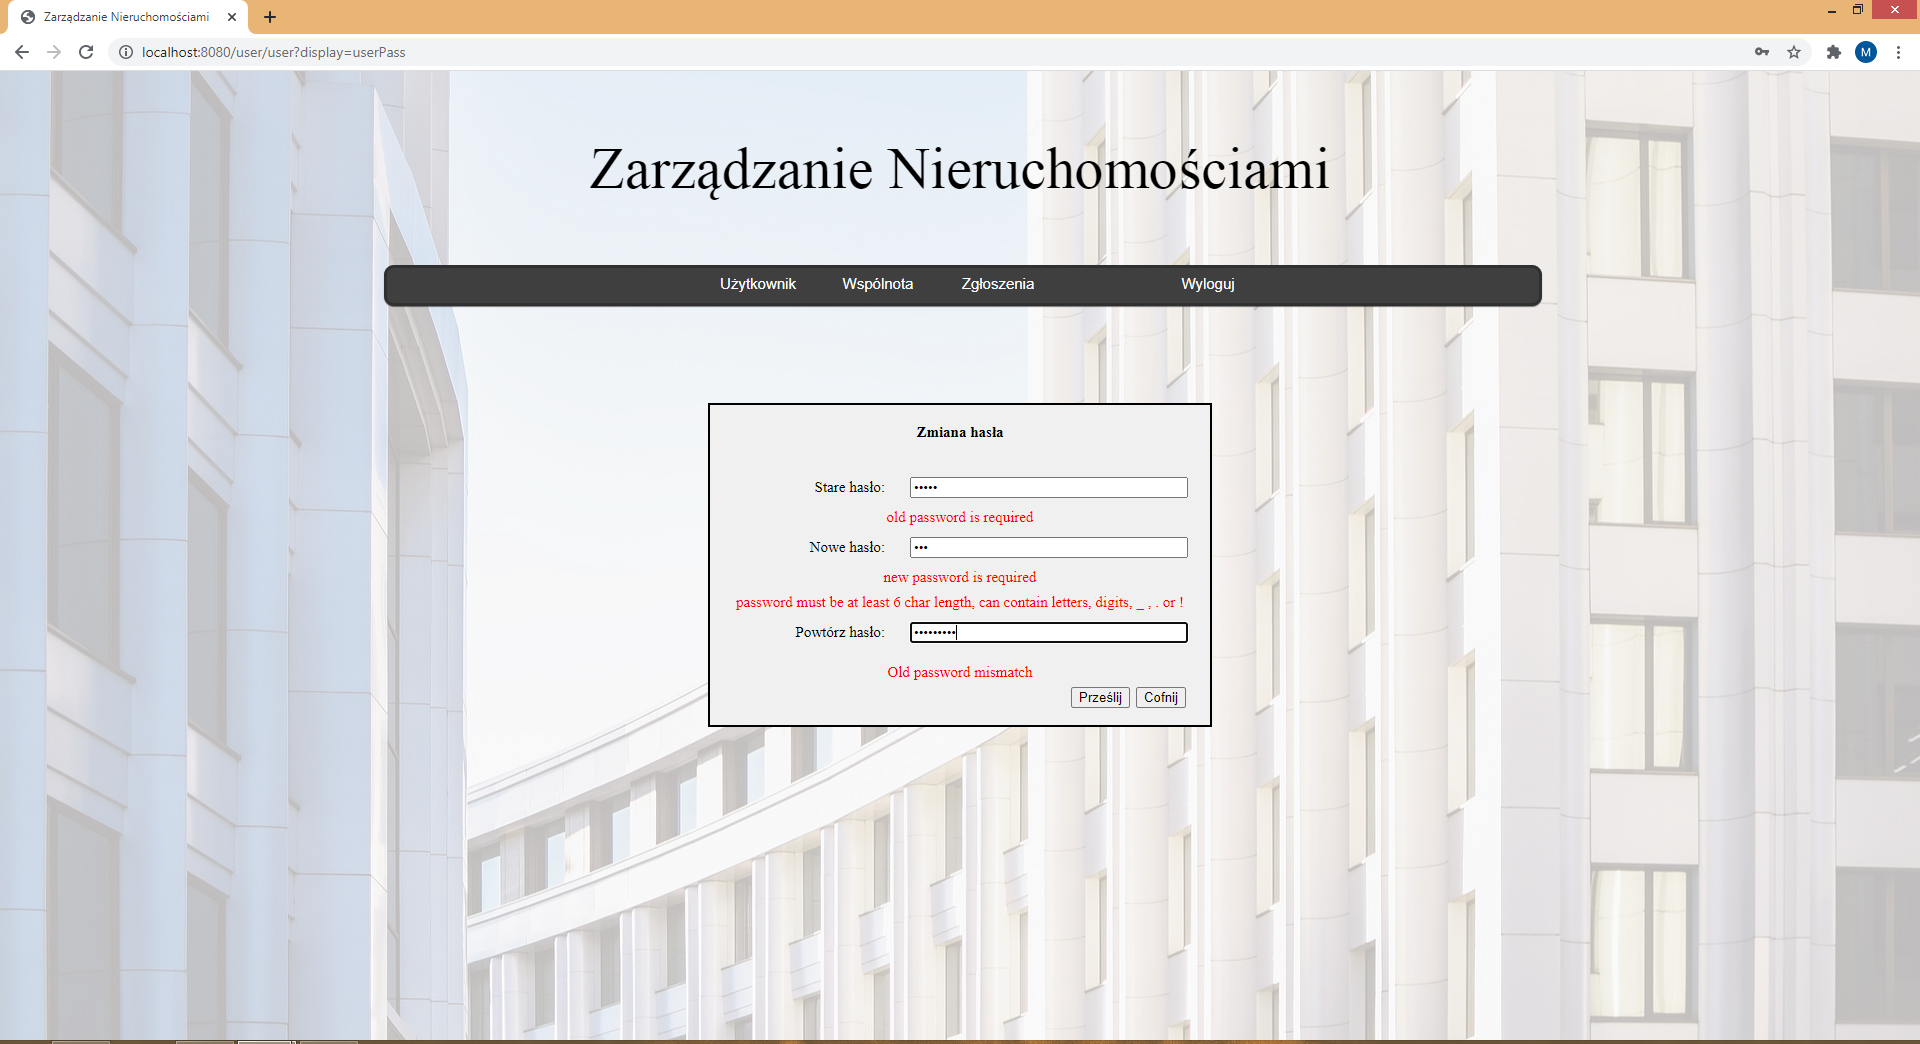 Zarządzanie Nieruchomościami
localhost:8080/user/user?display=userPass
M
Zarządzanie Nieruchomościami
Użytkownik Wspólnota Zgłoszenia Wyloguj
Zmiana hasła
Stare hasło: •••••
old password is required
Nowe hasło: •••
new password is required
password must be at least 6 char length, can contain letters, digits, _ , . or !
Powtórz hasło: •••••••••
Old password mismatch
Prześlij Cofnij